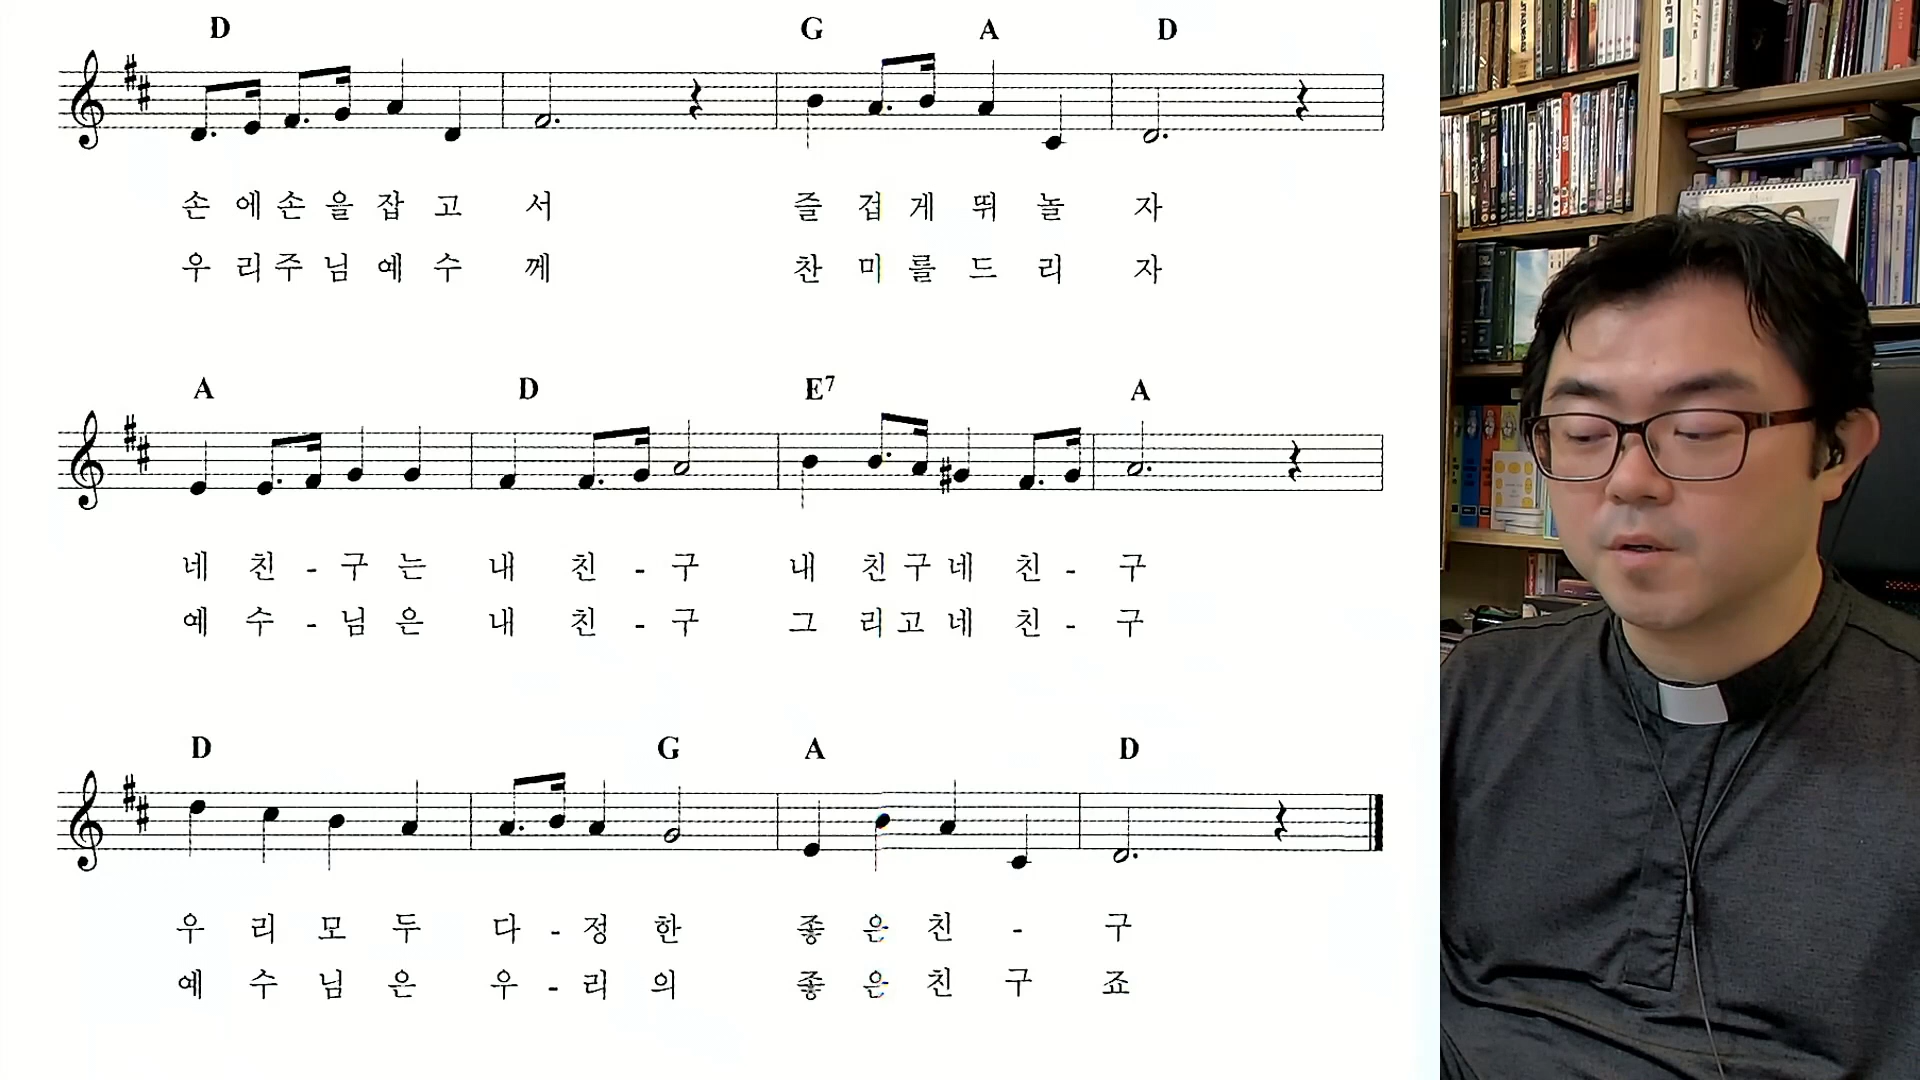 D G A D
손 에 손 을 잡 고 서 즐 겁 게 뛰 놀 자
우 리 주 님 예 수 께 찬 미 를 드 리 자
A D E7 A
네 친 - 구 는 내 친 - 구 내 친 구 네 친 - 구
예 수 - 님 은 내 친 - 구 그 리 고 네 친 - 구
D G A D
우 리 모 두 다 - 정 한 좋 은 친 - 구
예 수 님 은 우 - 리 의 좋 은 친 구 죠